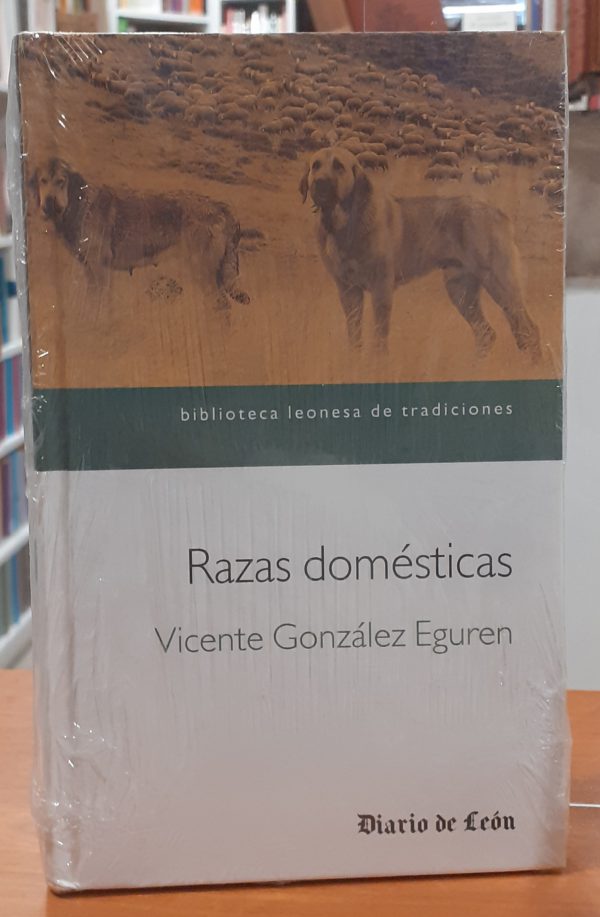 biblioteca leonesa de tradiciones
Razas domésticas
Vicente González Eguren
Diario de León